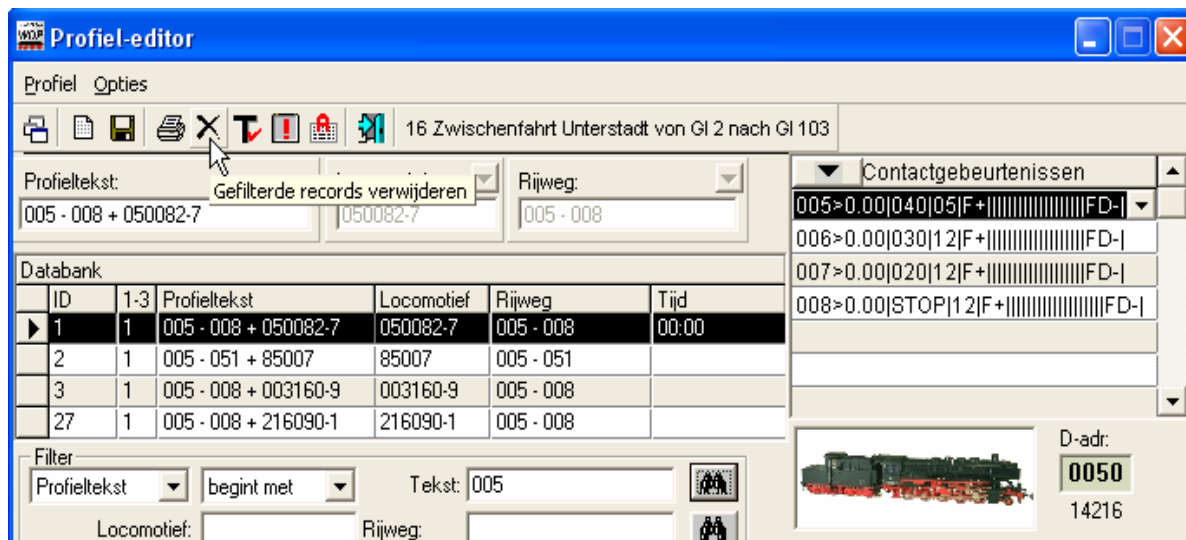 Profiel-editor
Profiel Opties
16 Zwischenfahrt Unterstadt von Gl 2 nach Gl 103
Profieltekst:
Gefilterde records verwijderen
Rijweg:
005 - 008 + 050082-7
050082-7
005 - 008
Contactgebeurtenissen
005>0.00|040|05|F+||||||||||||||||||||FD-|
006>0.00|030|12|F+||||||||||||||||||||FD-|
007>0.00|020|12|F+||||||||||||||||||||FD-|
008>0.00|STOP|12|F+||||||||||||||||||||FD-|
Databank
ID 1-3 Profieltekst Locomotief Rijweg Tijd
1 1 005 - 008 + 050082-7 050082-7 005 - 008 00:00
2 1 005 - 051 + 85007 85007 005 - 051
3 1 005 - 008 + 003160-9 003160-9 005 - 008
27 1 005 - 008 + 216090-1 216090-1 005 - 008
Filter
Profieltekst begint met Tekst: 005
Locomotief: Rijweg:
D-adr:
0050
14216